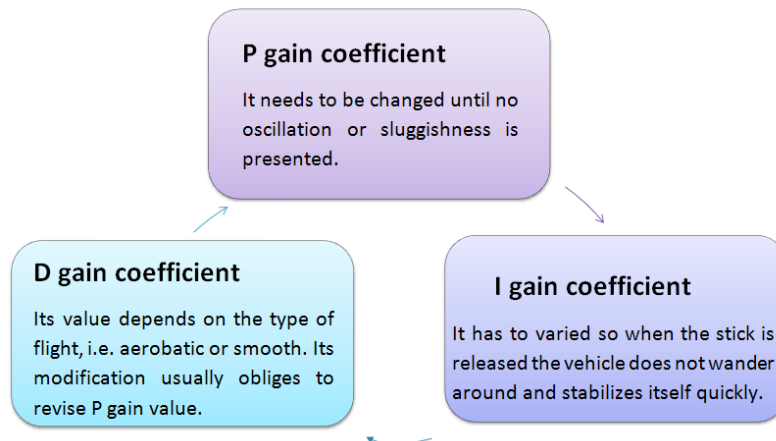 P gain coefficient
It needs to be changed until no
oscillation or sluggishness is
presented.
D gain coefficient
Its value depends on the type of
flight, i.e. aerobatic or smooth. Its
modification usually obliges to
revise P gain value.
I gain coefficient
It has to varied so when the stick is
released the vehicle does not wander
around and stabilizes itself quickly.